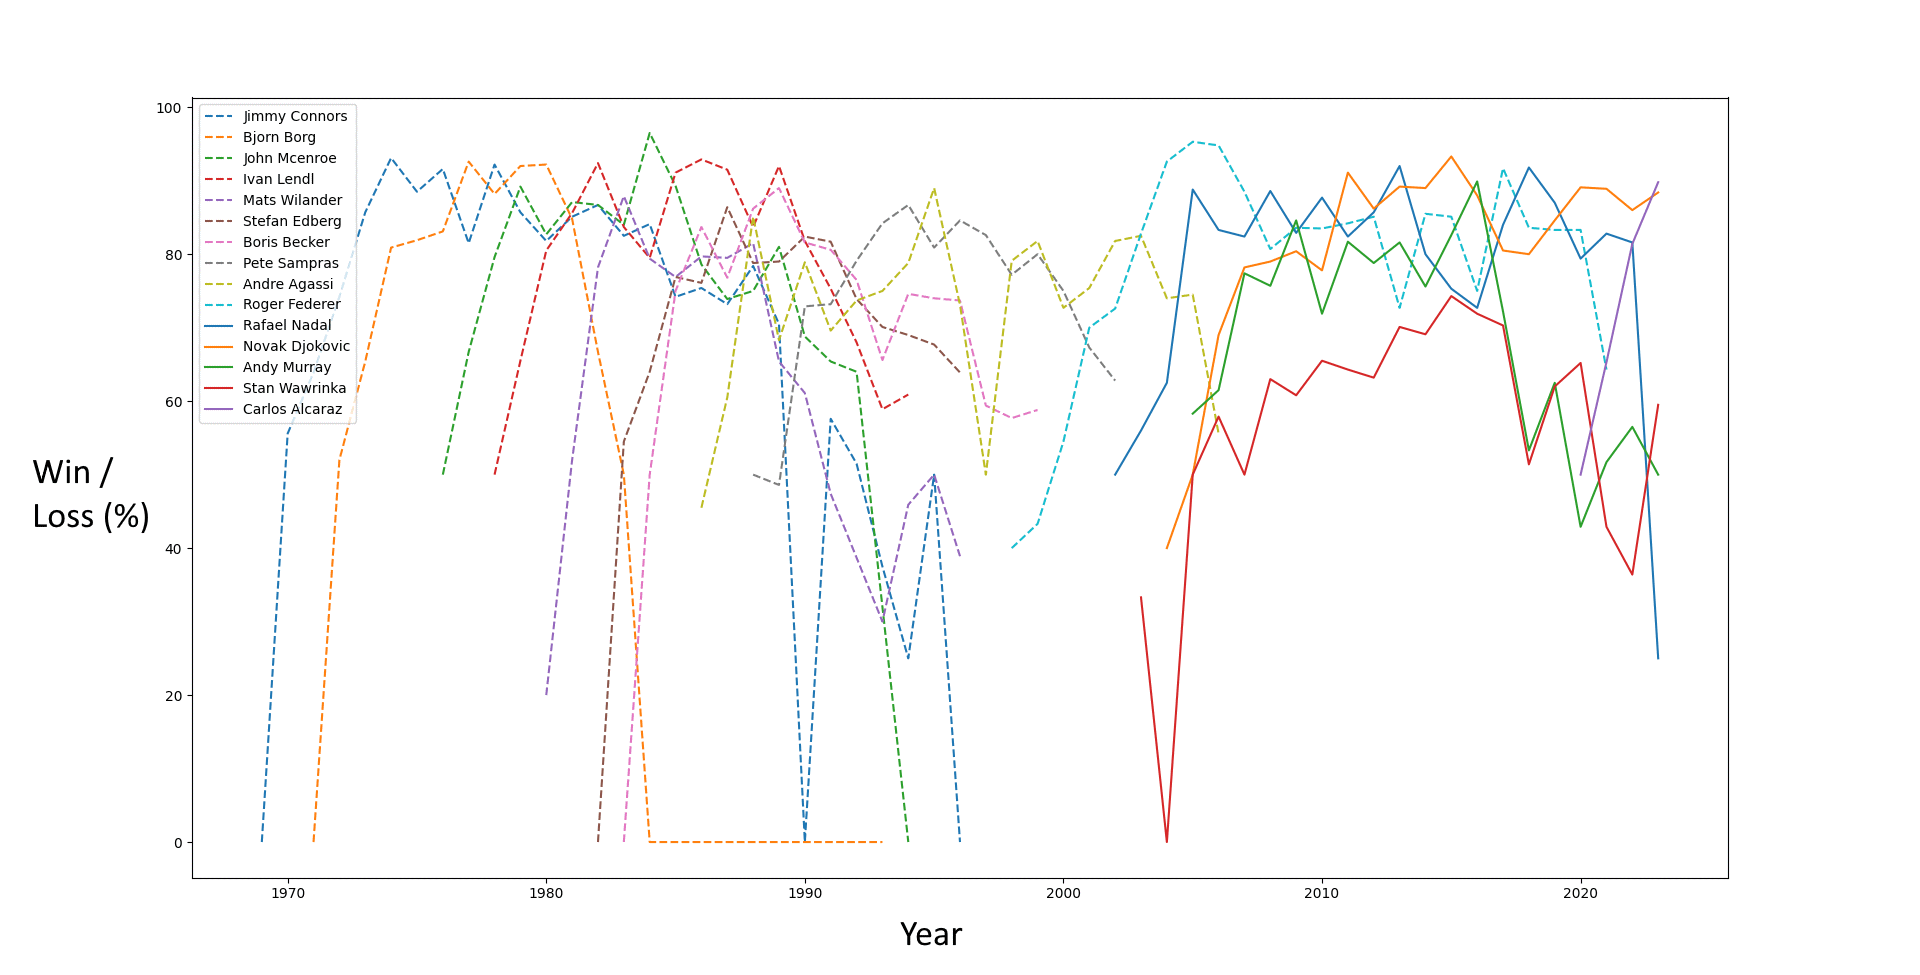 100
80
60
40
20
0
Jimmy Connors
Bjorn Borg
John Mcenroe
Ivan Lendl
Mats Wilander
Stefan Edberg
Boris Becker
Pete Sampras
Andre Agassi
Roger Federer
Rafael Nadal
Novak Djokovic
Andy Murray
Stan Wawrinka
Carlos Alcaraz
Win /
Loss (%)
1970 1980 1990 2000 2010 2020
Year